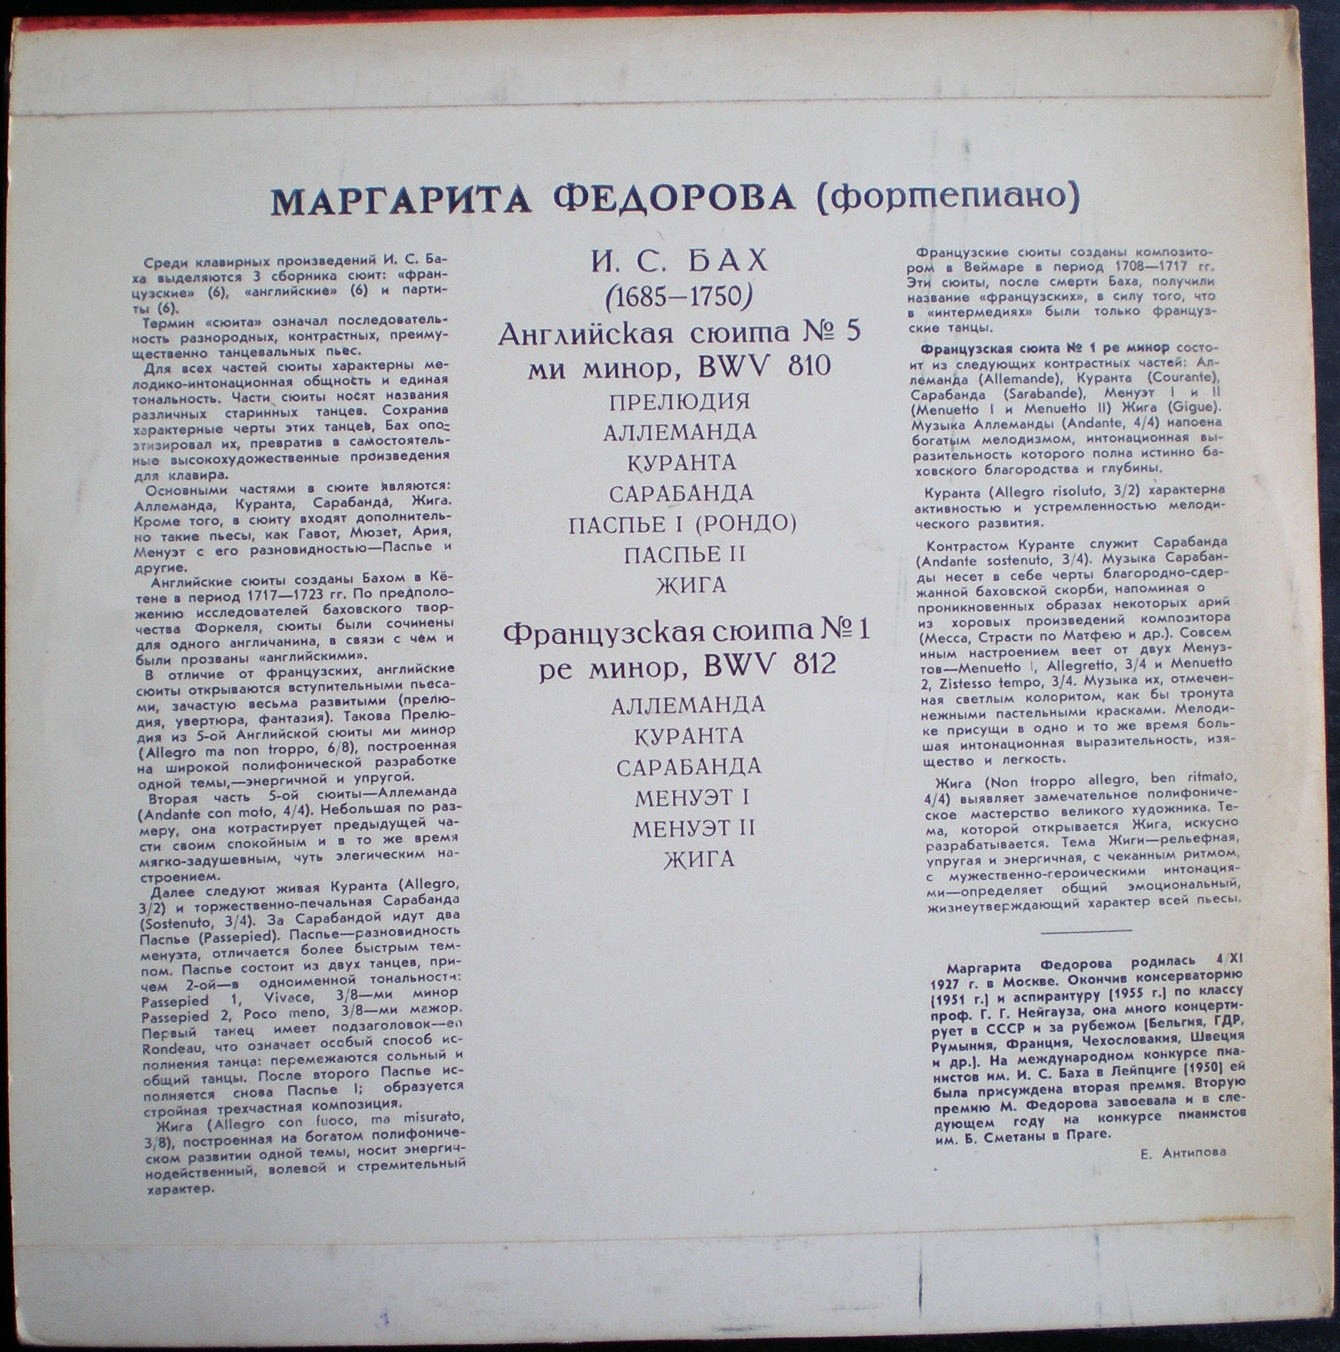 МАРГАРИТА ФЕДОРОВА (фортепиано)
Среди клавирных произведений И. С. Ба-
ха выделяются 3 сборника сюит: «фран-
цузские» (6), «английские» (6) и парти-
ты (6).
Термин «сюита» означал последователь-
ность разнородных, контрастных, преиму-
щественно танцевальных пьес.
Для всех частей сюиты характерны ме-
лодико-интонационная общность и единая
тональность. Части сюиты носят названия
различных старинных танцев. Сохранив
характерные черты этих танцев, Бах опо-
этизировал их, превратив в самостоятель-
ные высокохудожественные произведения
для клавира.
Основными частями в сюите являются:
Аллеманда, Куранта, Сарабанда, Жига.
Кроме того, в сюиту входят дополнитель-
но такие пьесы, как Гавот, Мюзет, Ария,
Менуэт с его разновидностью—Паспье и
другие.
Английские сюиты созданы Бахом в Кё-
тене в период 1717—1723 гг. По предполо-
жению исследователей баховского твор-
чества Форкеля, сюиты были сочинены
для одного англичанина, в связи с чем и
были прозваны «английскими».
В отличие от французских, английские
сюиты открываются вступительными пьеса-
ми, зачастую весьма развитыми (прелю-
дия, увертюра, фантазия). Такова Прелю-
дия из 5-ой Английской сюиты ми минор
(Allegro ma non troppo, 6/8), построенная
на широкой полифонической разработке
одной темы,—энергичной и упругой.
Вторая часть 5-ой сюиты—Аллеманда
(Andante con moto, 4/4). Небольшая по раз-
меру, она котрастирует предыдущей ча-
сти своим спокойным и в то же время
мягко-задушевным, чуть элегическим на-
строением.
Далее следуют живая Куранта (Allegro,
3/2) и торжественно-печальная Сарабанда
(Sostenuto, 3/4). За Сарабандой идут два
Паспье (Passepied). Паспье—разновидность
менуэта, отличается более быстрым тем-
пом. Паспье состоит из двух танцев, при-
чем 2-ой—в одноименной тональности:
Passepied 1, Vivace, 3/8—ми минор
Passepied 2, Poco meno, 3/8—ми мажор.
Первый танец имеет подзаголовок—en
Rondeau, что означает особый способ ис-
полнения танца: перемежаются сольный и
общий танцы. После второго Паспье ис-
полняется снова Паспье I; образуется
стройная трехчастная композиция.
Жига (Allegro con fuoco, ma misurato,
3/8), построенная на богатом полифониче-
ском развитии одной темы, носит энергич-
нодейственный, волевой и стремительный
характер.
И. С. БАХ
(1685—1750)
Английская сюита № 5
ми минор, BWV 810
ПРЕЛЮДИЯ
АЛЛЕМАНДА
КУРАНТА
САРАБАНДА
ПАСПЬЕ I (РОНДО)
ПАСПЬЕ II
ЖИГА
Французская сюита № 1
ре минор, BWV 812
АЛЛЕМАНДА
КУРАНТА
САРАБАНДА
МЕНУЭТ I
МЕНУЭТ II
ЖИГА
Французские сюиты созданы композито-
ром в Веймаре в период 1708—1717 гг.
Эти сюиты, после смерти Баха, получили
название «французских», в силу того, что
в «интермедиях» были только француз-
ские танцы.
Французская сюита № 1 ре минор состо-
ит из следующих контрастных частей: Ал-
леманда (Allemande), Куранта (Courante),
Сарабанда (Sarabande), Менуэт I и II
(Menuetto I и Menuetto II) Жига (Gigue).
Музыка Аллеманды (Andante, 4/4) напоена
богатым мелодизмом, интонационная вы-
разительность которого полна истинно ба-
ховского благородства и глубины.
Куранта (Allegro risoluto, 3/2) характерна
активностью и устремленностью мелоди-
ческого развития.
Контрастом Куранте служит Сарабанда
(Andante sostenuto, 3/4). Музыка Сарабан-
ды несет в себе черты благородно-сдер-
жанной баховской скорби, напоминая о
проникновенных образах некоторых арий
из хоровых произведений композитора
(Месса, Страсти по Матфею и др.). Совсем
иным настроением веет от двух Менуэ-
тов—Menuetto I, Allegretto, 3/4 и Menuetto
2, Zistesso tempo, 3/4. Музыка их, отмечен-
ная светлым колоритом, как бы тронута
нежными пастельными красками. Мелоди-
ке присущи в одно и то же время боль-
шая интонационная выразительность, изя-
щество и легкость.
Жига (Non troppo allegro, ben ritmato,
4/4) выявляет замечательное полифониче-
ское мастерство великого художника. Те-
ма, которой открывается Жига, искусно
разрабатывается. Тема Жиги—рельефная,
упругая и энергичная, с чеканным ритмом,
с мужественно-героическими интонация-
ми—определяет общий эмоциональный,
жизнеутверждающий характер всей пьесы.
Маргарита Федорова родилась 4/XI
1927 г. в Москве. Окончив консерваторию
(1951 г.) и аспирантуру (1955 г.) по классу
проф. Г. Г. Нейгауза, она много концерти-
рует в СССР и за рубежом (Бельгия, ГДР,
Румыния, Франция, Чехословакия, Швеция
и др.). На международном конкурсе пиа-
нистов им. И. С. Баха в Лейпциге (1950) ей
была присуждена вторая премия. Вторую
премию М. Федорова завоевала и в сле-
дующем году на конкурсе пианистов
им. Б. Сметаны в Праге.
Е. Антипова